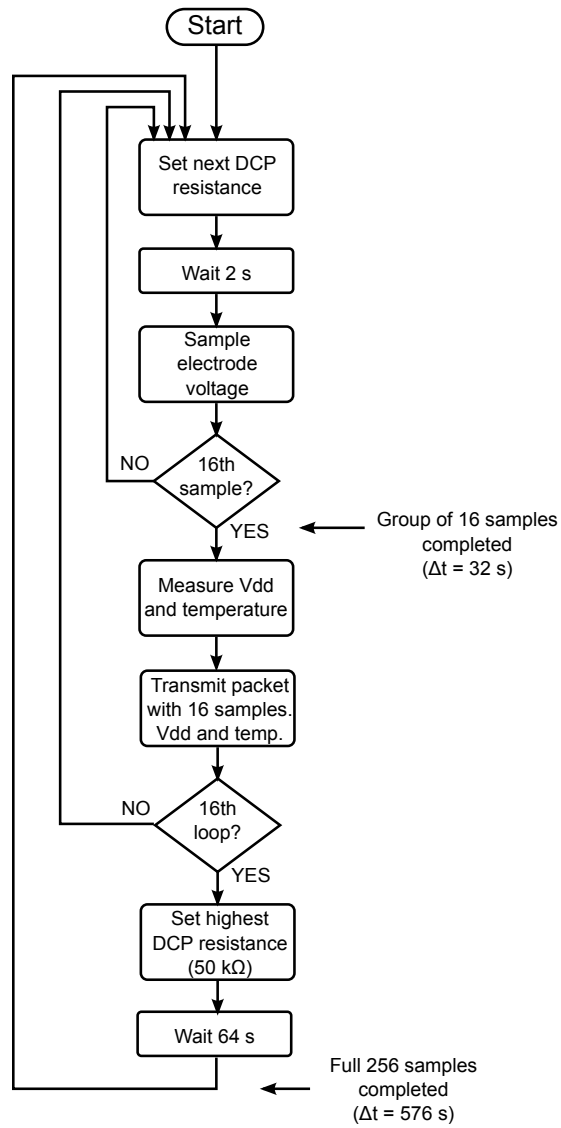 Start
Set next DCP
resistance
Wait 2 s
Sample
electrode
voltage
NO
16th
sample?
YES
Group of 16 samples
completed
(Δt = 32 s)
Measure Vdd
and temperature
Transmit packet
with 16 samples.
Vdd and temp.
NO
16th
loop?
YES
Set highest
DCP resistance
(50 kΩ)
Wait 64 s
Full 256 samples
completed
(Δt = 576 s)